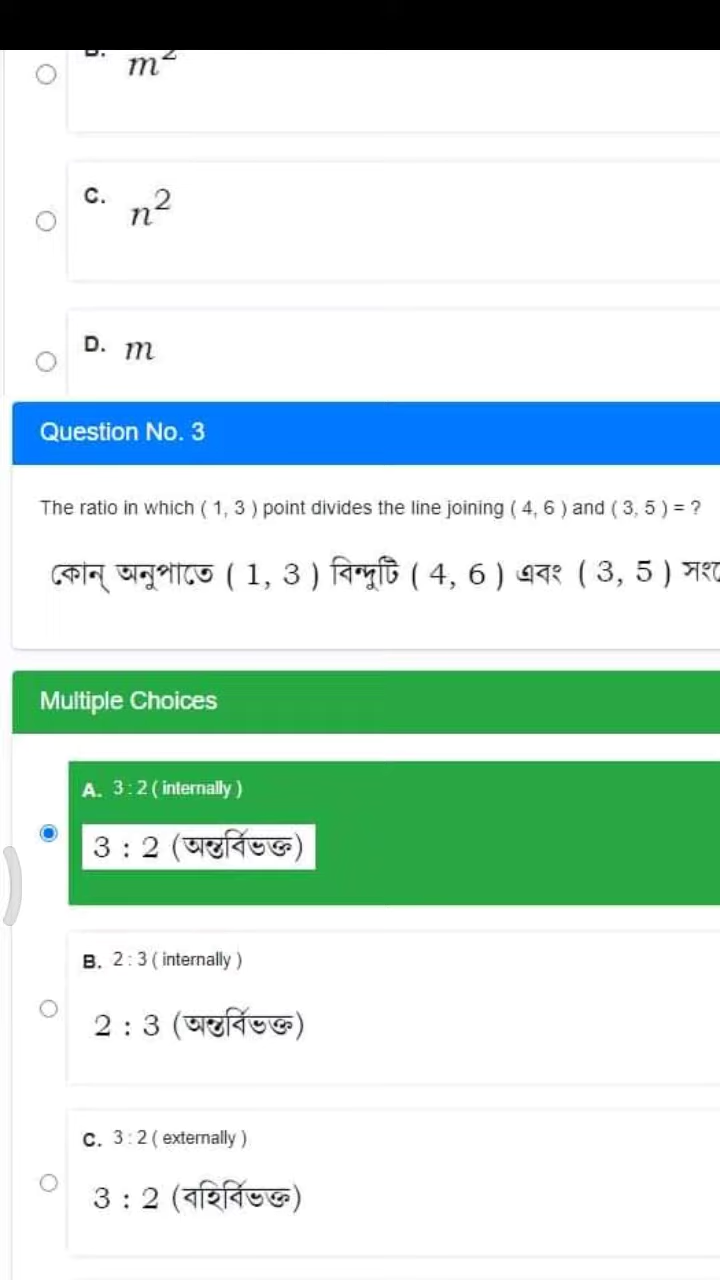 B. m²
C. n²
D. m
Question No. 3
The ratio in which ( 1, 3 ) point divides the line joining ( 4, 6 ) and ( 3, 5 ) = ?
কোন্ অনুপাতে ( 1, 3 ) বিন্দুটি ( 4, 6 ) এবং ( 3, 5 )
Multiple Choices
A. 3 : 2 ( internally )
3 : 2 (অন্তর্বিভক্ত)
B. 2 : 3 ( internally )
2 : 3 (অন্তর্বিভক্ত)
C. 3 : 2 ( externally )
3 : 2 (বহির্বিভক্ত)